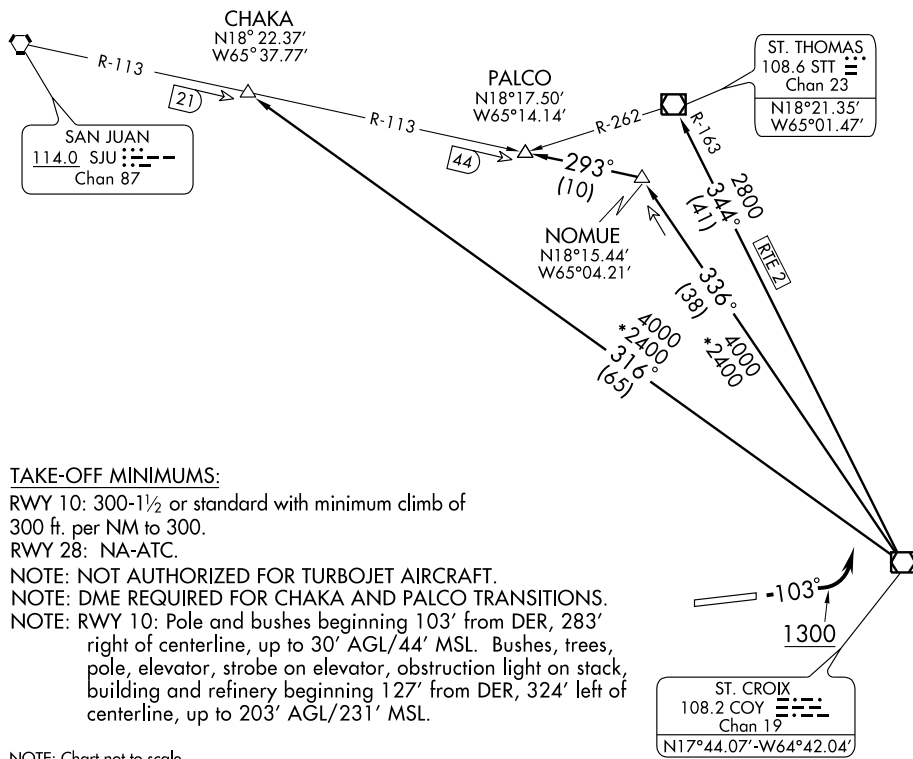 CHAKA
N18° 22.37′
W65° 37.77′
R-113
21
SAN JUAN
114.0 SJU
Chan 87
PALCO
N18°17.50′
W65°14.14′
R-113
44
ST. THOMAS
108.6 STT
Chan 23
N18°21.35′
W65°01.47′
R-262
R-163
293°
(10)
NOMUE
N18°15.44′
W65°04.21′
2800
344°
(41)
RTE 2
336°
(38)
4000
*2400
4000
*2400
316°
(65)
TAKE-OFF MINIMUMS:
RWY 10: 300-1½ or standard with minimum climb of
300 ft. per NM to 300.
RWY 28: NA-ATC.
NOTE: NOT AUTHORIZED FOR TURBOJET AIRCRAFT.
NOTE: DME REQUIRED FOR CHAKA AND PALCO TRANSITIONS.
NOTE: RWY 10: Pole and bushes beginning 103′ from DER, 283′
right of centerline, up to 30′ AGL/44′ MSL. Bushes, trees,
pole, elevator, strobe on elevator, obstruction light on stack,
building and refinery beginning 127′ from DER, 324′ left of
centerline, up to 203′ AGL/231′ MSL.
103°
1300
ST. CROIX
108.2 COY
Chan 19
N17°44.07′-W64°42.04′
NOTE: Chart not to scale